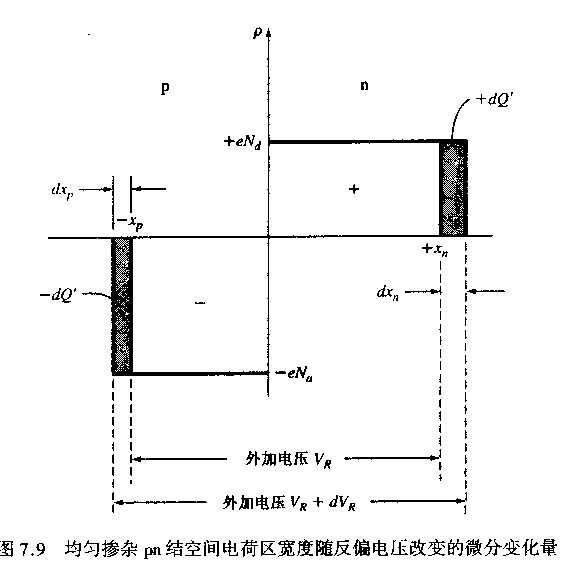 ρ
p
n
+dQ'
+eN_d
dx_p
+
−x_p
+x_n
−dQ'
−
dx_n
−eN_a
外加电压 V_R
外加电压 V_R + dV_R
图 7.9 均匀掺杂 pn 结空间电荷区宽度随反偏电压改变的微分变化量